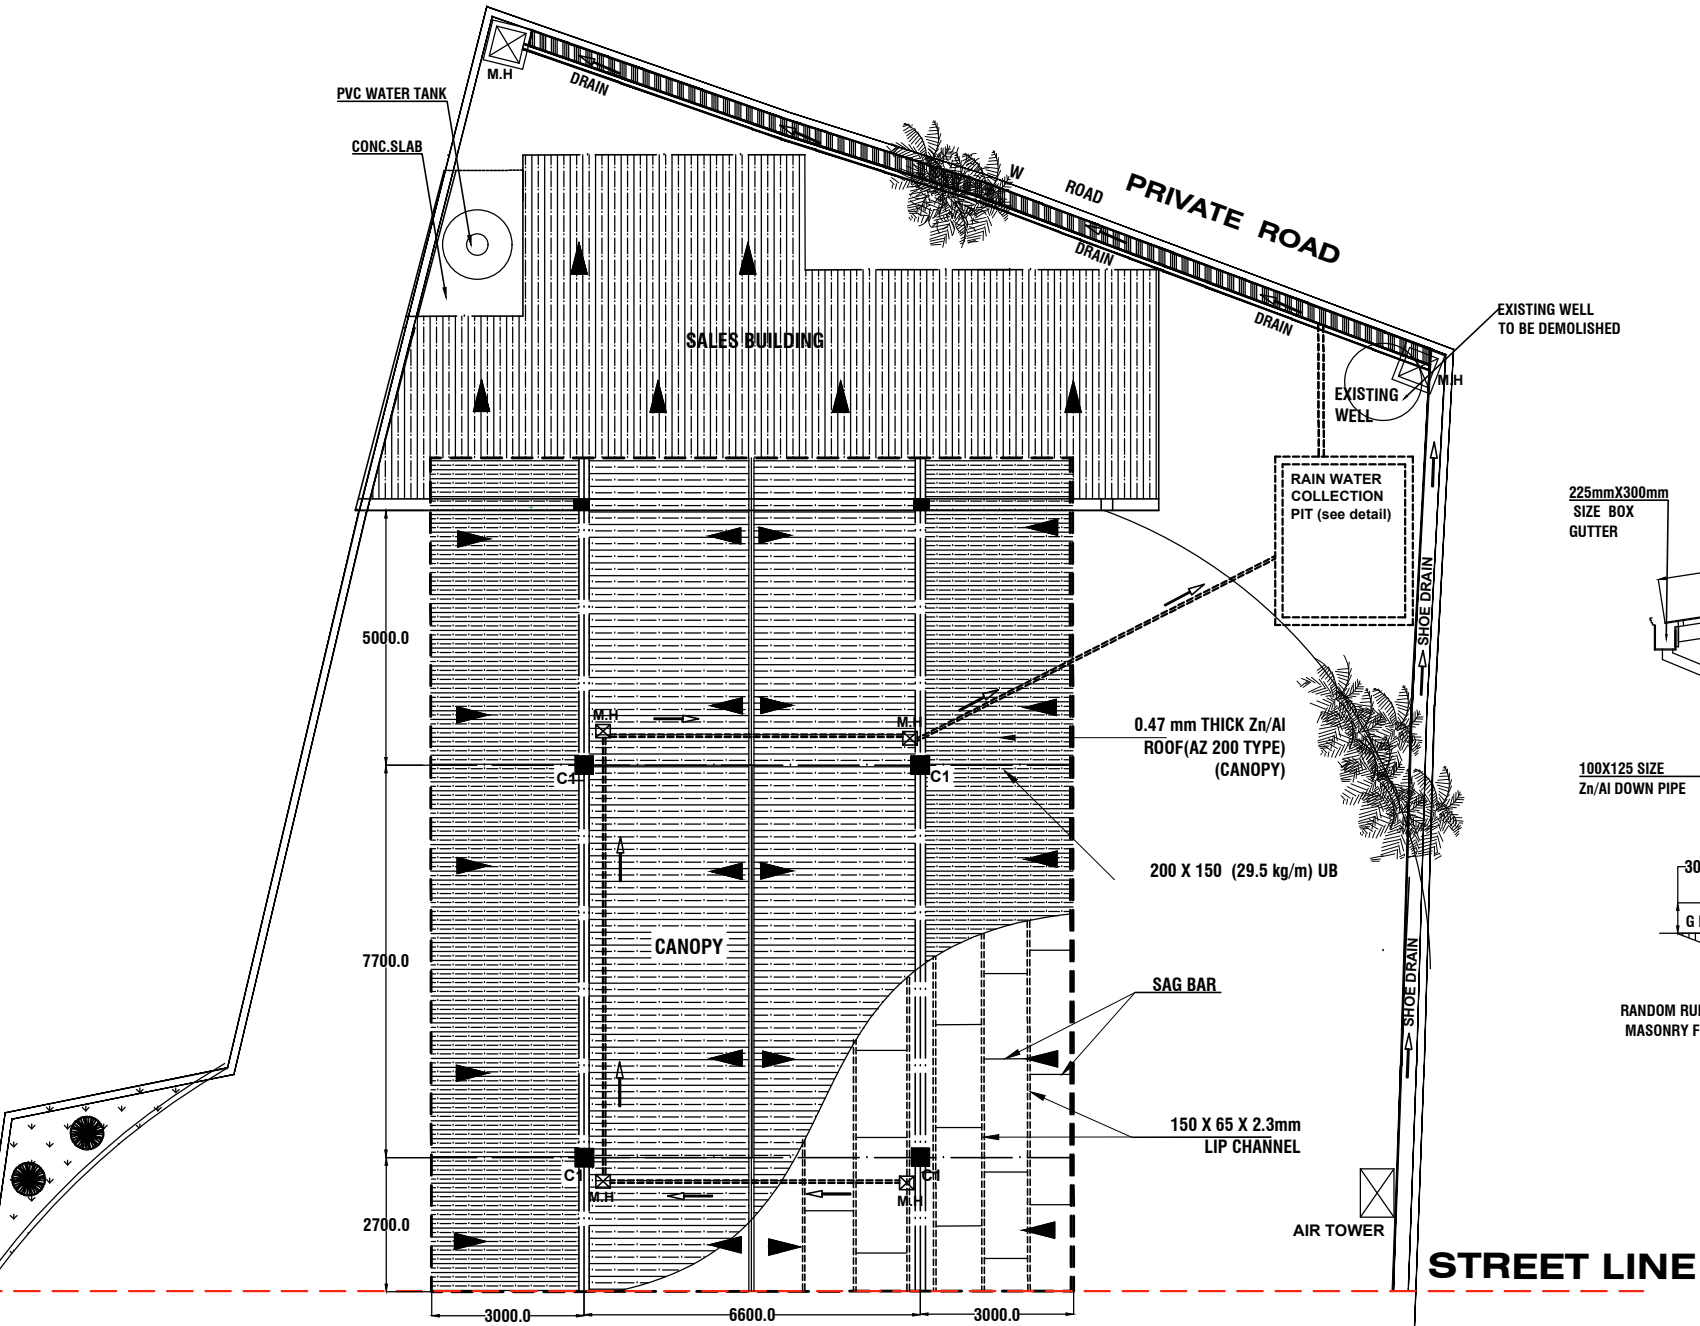 M.H
DRAIN
PVC WATER TANK
CONC.SLAB
W
ROAD
PRIVATE ROAD
DRAIN
DRAIN
EXISTING WELL
TO BE DEMOLISHED
SALES BUILDING
M.H
EXISTING
WELL
RAIN WATER
COLLECTION
PIT (see detail)
225mmX300mm
SIZE BOX
GUTTER
SHOE DRAIN
5000.0
M.H
M.H
0.47 mm THICK Zn/Al
ROOF(AZ 200 TYPE)
(CANOPY)
C1
C1
100X125 SIZE
Zn/Al DOWN PIPE
200 X 150 (29.5 kg/m) UB
30
G
CANOPY
7700.0
SAG BAR
SHOE DRAIN
RANDOM
MASONRY
150 X 65 X 2.3mm
LIP CHANNEL
C1
C1
M.H
M.H
2700.0
AIR TOWER
STREET LINE
3000.0
6600.0
3000.0